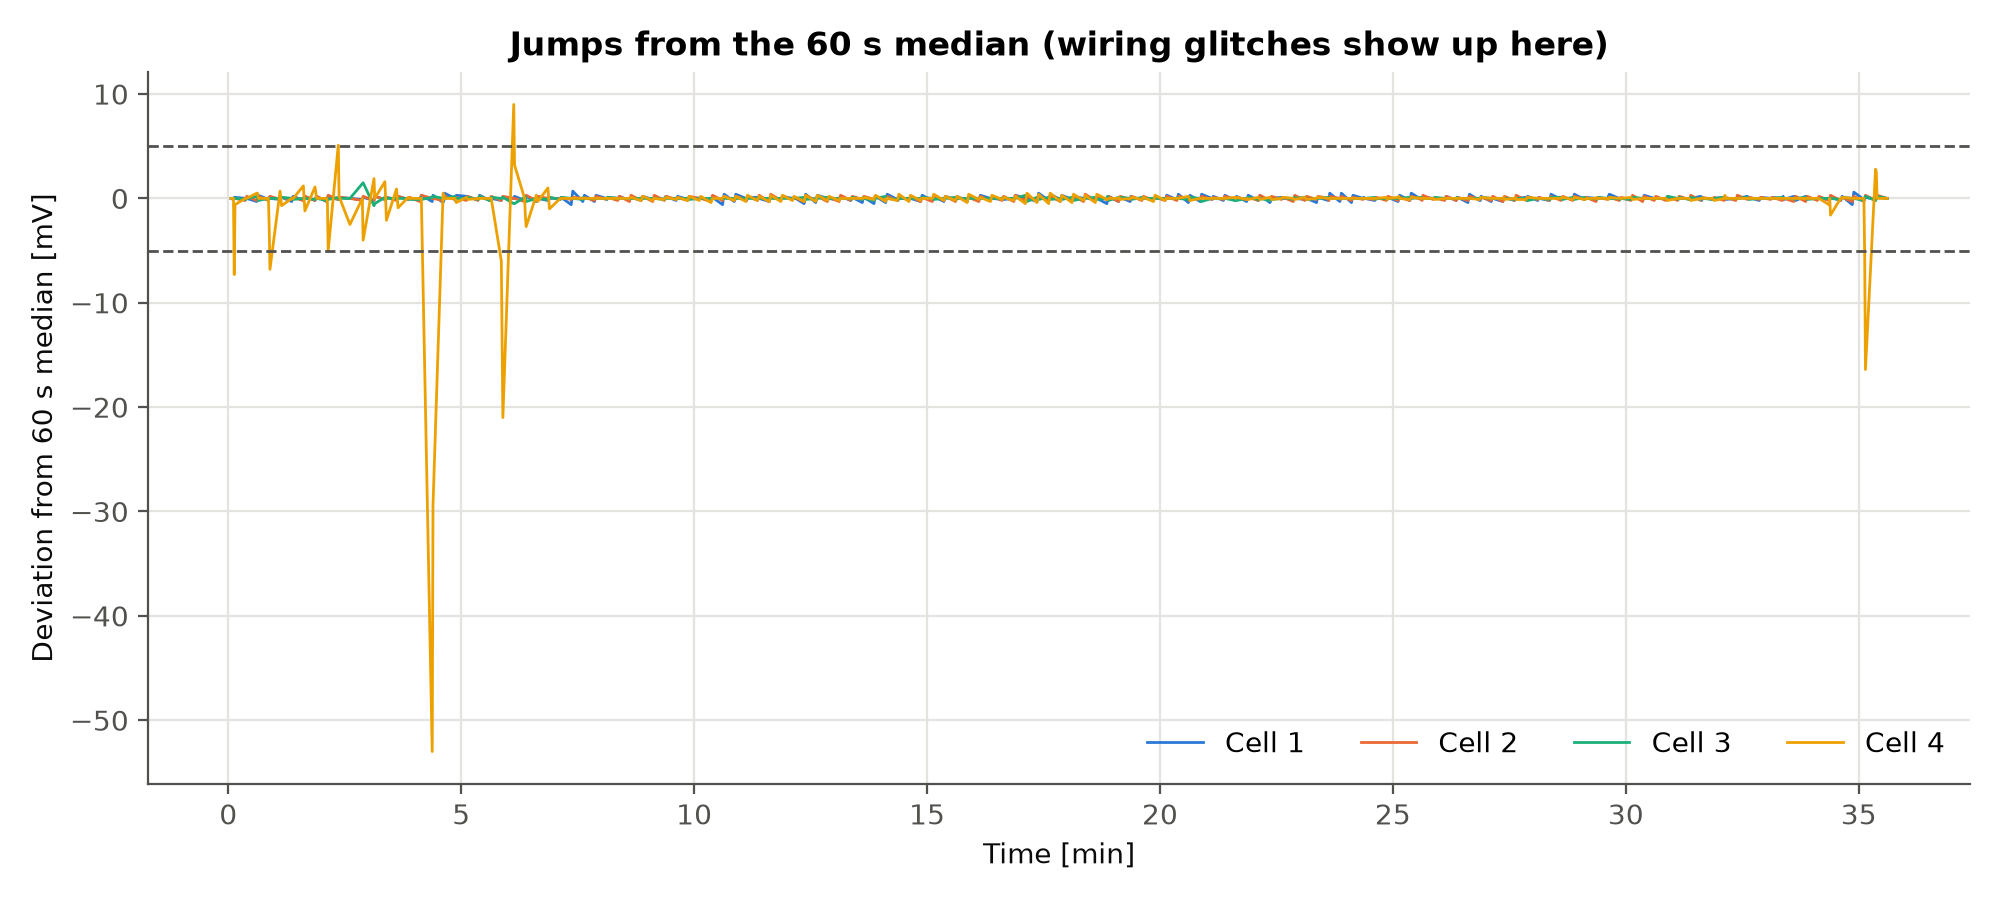 Jumps from the 60 s median (wiring glitches show up here)
Deviation from 60 s median [mV]
10
0
−10
−20
−30
−40
−50
Cell 1 Cell 2 Cell 3 Cell 4
0 5 10 15 20 25 30 35
Time [min]